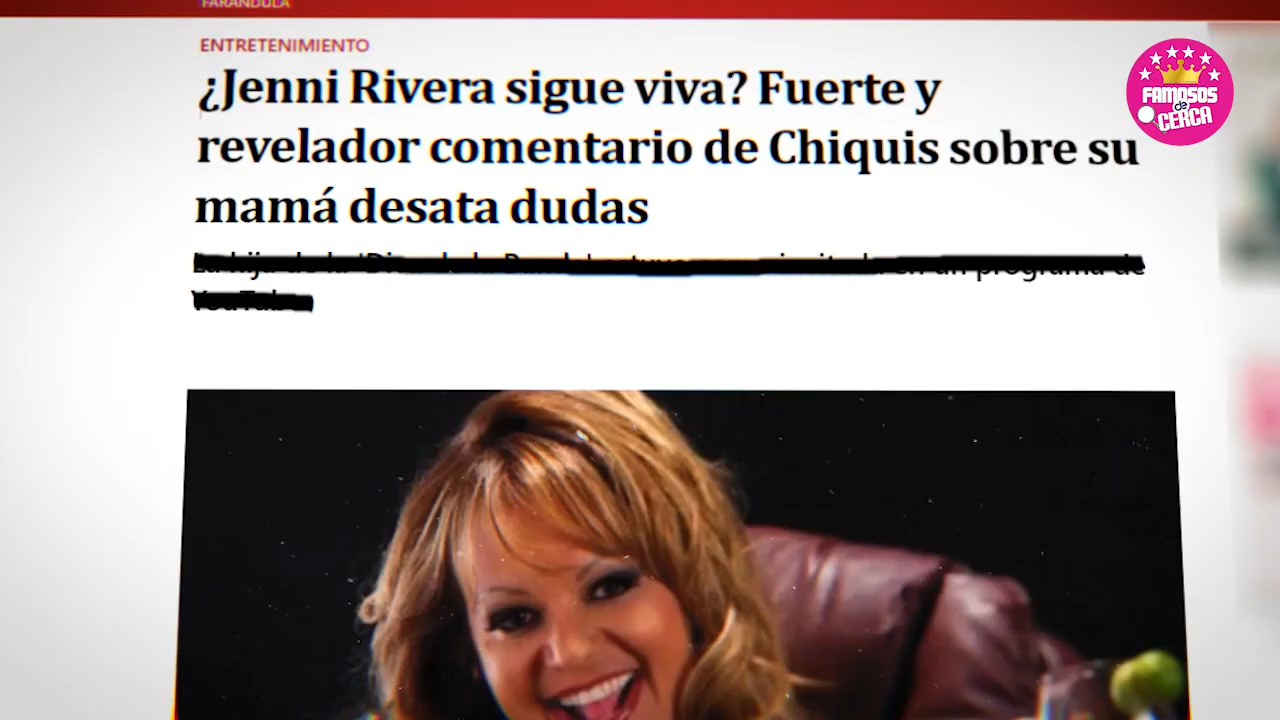 FARÁNDULA
ENTRETENIMIENTO
¿Jenni Rivera sigue viva? Fuerte y
revelador comentario de Chiquis sobre su
mamá desata dudas
en un programa de
FAMOSOS
de
CERCA